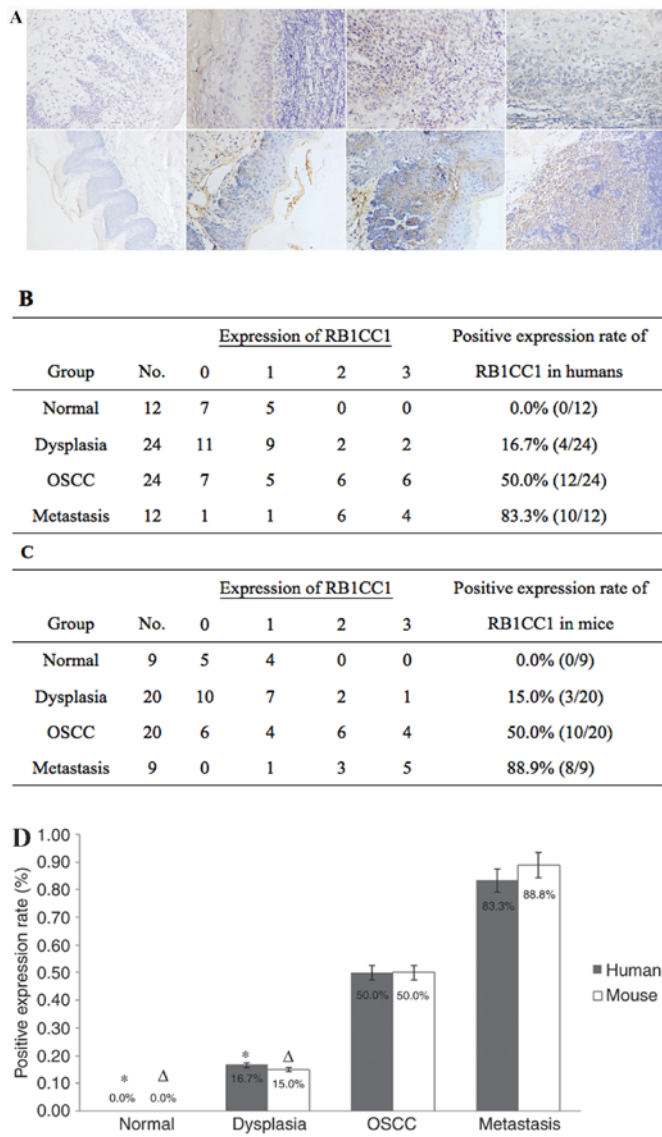 A
B
Expression of RB1CC1 Positive expression rate of
Group No. 0 1 2 3 RB1CC1 in humans
Normal 12 7 5 0 0 0.0% (0/12)
Dysplasia 24 11 9 2 2 16.7% (4/24)
OSCC 24 7 5 6 6 50.0% (12/24)
Metastasis 12 1 1 6 4 83.3% (10/12)
C
Expression of RB1CC1 Positive expression rate of
Group No. 0 1 2 3 RB1CC1 in mice
Normal 9 5 4 0 0 0.0% (0/9)
Dysplasia 20 10 7 2 1 15.0% (3/20)
OSCC 20 6 4 6 4 50.0% (10/20)
Metastasis 9 0 1 3 5 88.9% (8/9)
D
Positive expression rate (%)
1.00
0.90
0.80
0.70
0.60
0.50
0.40
0.30
0.20
0.10
0.00
* Δ
0.0% 0.0%
* Δ
16.7% 15.0%
50.0% 50.0%
83.3% 88.8%
Normal Dysplasia OSCC Metastasis
Human
Mouse